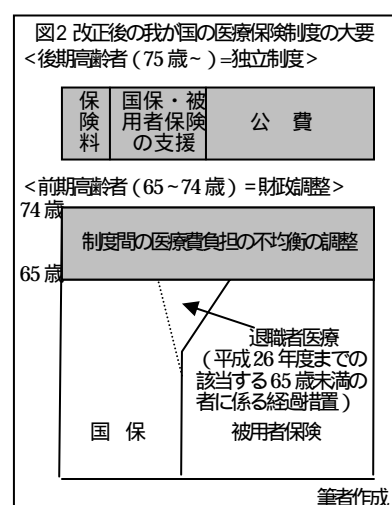 図2 改正後の我が国の医療保険制度の大要
<後期高齢者(75歳~)=独立制度>
保険料
国保・被用者保険の支援
公 費
<前期高齢者(65~74歳)=財政調整>
74歳
制度間の医療費負担の不均衡の調整
65歳
退職者医療
(平成26年度までの
該当する65歳未満の
者に係る経過措置)
国 保
被用者保険
筆者作成